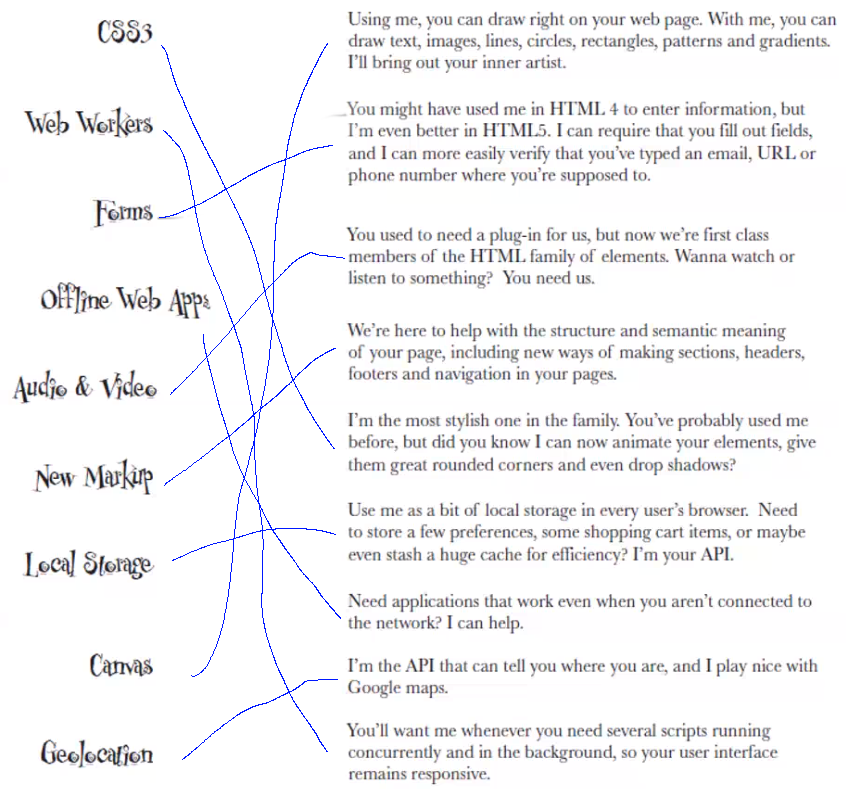 CSS3
Web Workers
Forms
Offline Web Apps
Audio & Video
New Markup
Local Storage
Canvas
Geolocation
Using me, you can draw right on your web page. With me, you can
draw text, images, lines, circles, rectangles, patterns and gradients.
I'll bring out your inner artist.
You might have used me in HTML 4 to enter information, but
I'm even better in HTML5. I can require that you fill out fields,
and I can more easily verify that you've typed an email, URL or
phone number where you're supposed to.
You used to need a plug-in for us, but now we're first class
members of the HTML family of elements. Wanna watch or
listen to something? You need us.
We're here to help with the structure and semantic meaning
of your page, including new ways of making sections, headers,
footers and navigation in your pages.
I'm the most stylish one in the family. You've probably used me
before, but did you know I can now animate your elements, give
them great rounded corners and even drop shadows?
Use me as a bit of local storage in every user's browser. Need
to store a few preferences, some shopping cart items, or maybe
even stash a huge cache for efficiency? I'm your API.
Need applications that work even when you aren't connected to
the network? I can help.
I'm the API that can tell you where you are, and I play nice with
Google maps.
You'll want me whenever you need several scripts running
concurrently and in the background, so your user interface
remains responsive.